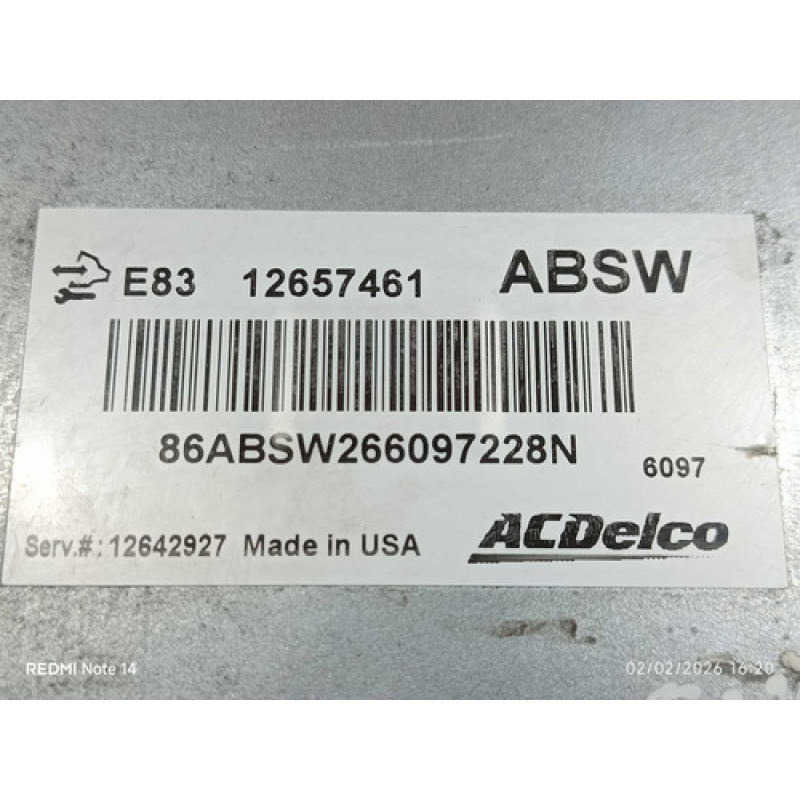 E83 12657461 ABSW
86ABSW266097228N 6097
Serv.#.:12642927 Made in USA ACDelco
REDMI Note 14 02/02/2026 16:20